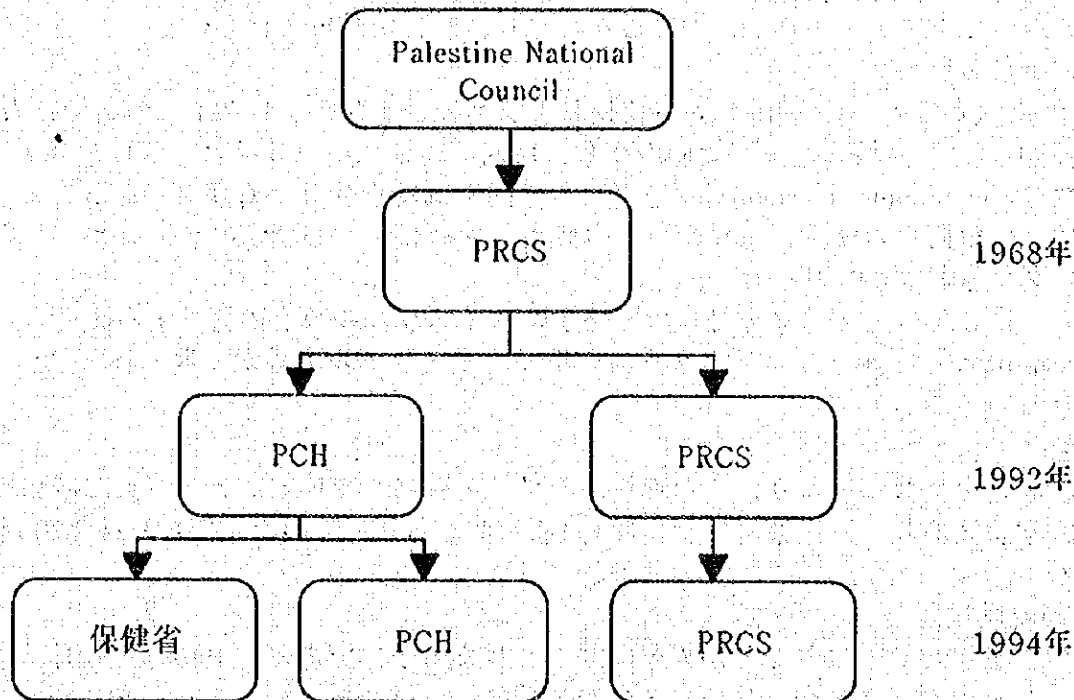 Palestine National
Council
PRCS
1968年
PCH
PRCS
1992年
保健省
PCH
PRCS
1994年